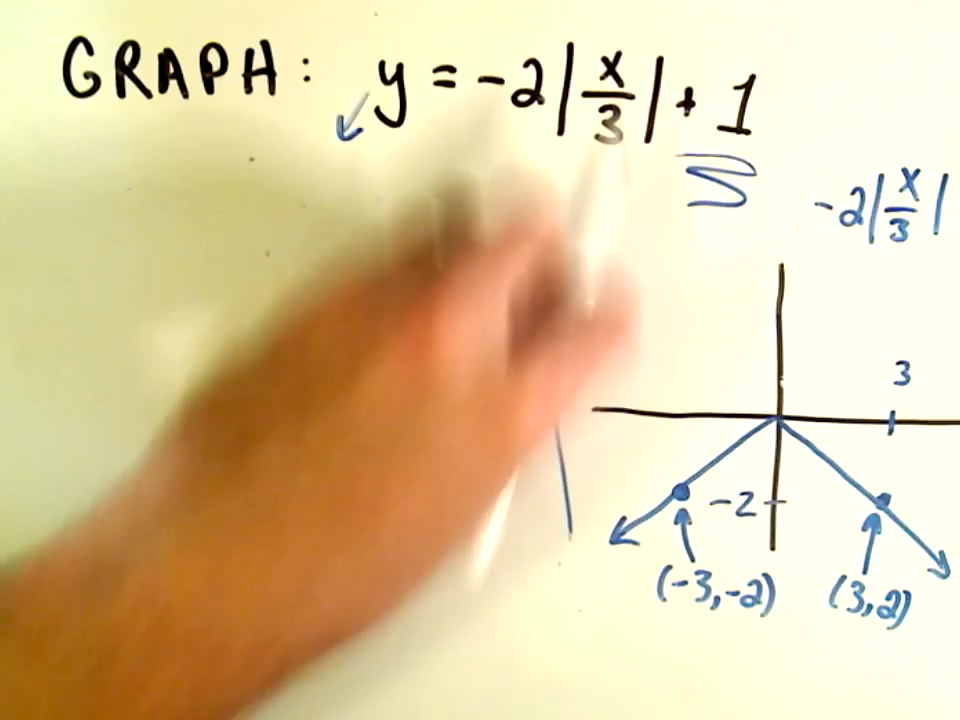 GRAPH: y = -2|x/3| + 1
-2|x/3|
3
-2
(-3,-2) (3,2)